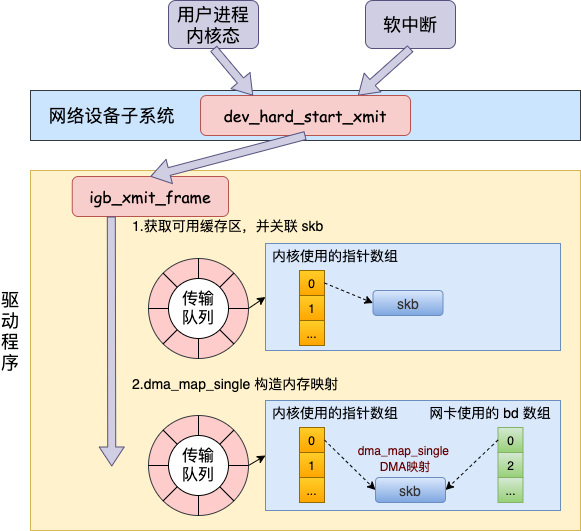 用户进程
内核态
软中断
网络设备子系统
dev_hard_start_xmit
igb_xmit_frame
1.获取可用缓存区，并关联 skb
内核使用的指针数组
传输
队列
0
1
...
skb
驱动程序
2.dma_map_single 构造内存映射
内核使用的指针数组
网卡使用的 bd 数组
传输
队列
0
1
...
dma_map_single
DMA映射
skb
0
2
...